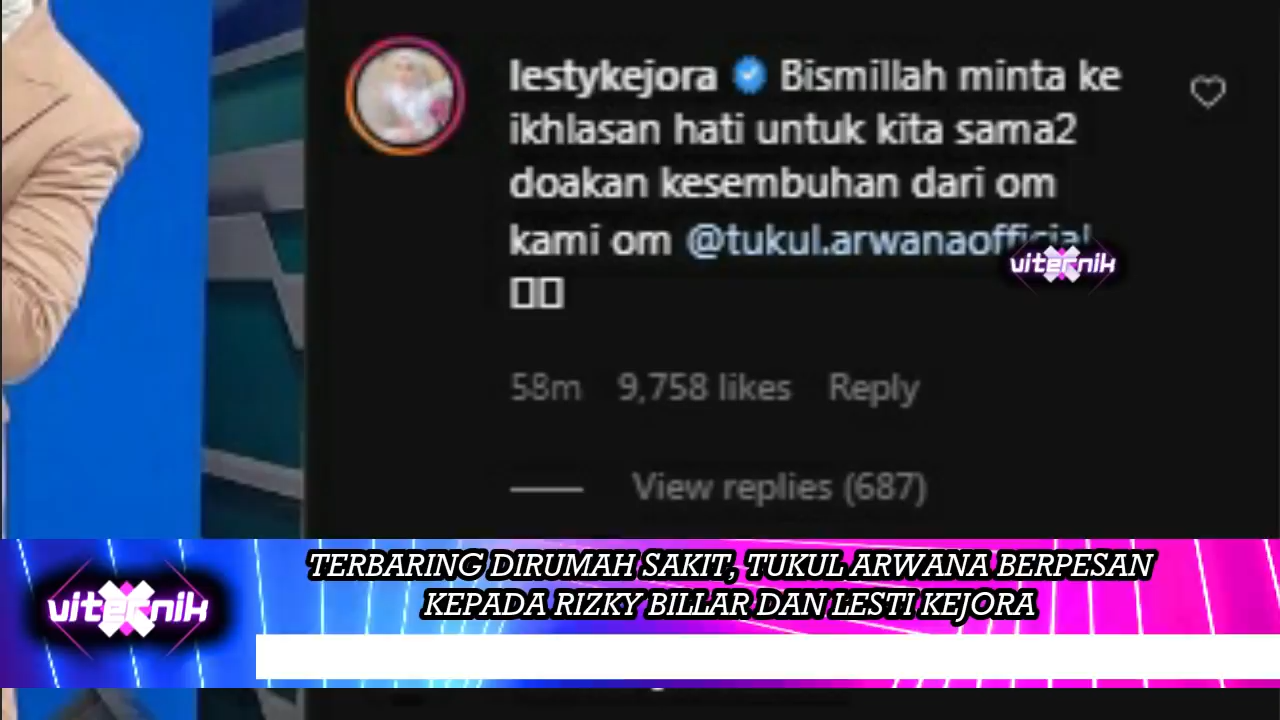 lestykejora Bismillah minta ke
ikhlasan hati untuk kita sama2
doakan kesembuhan dari om
kami om @tukul.arwanaofficial
viternik
58m 9,758 likes Reply
View replies (687)
TERBARING DIRUMAH SAKIT, TUKUL ARWANA BERPESAN
KEPADA RIZKY BILLAR DAN LESTI KEJORA
viternik